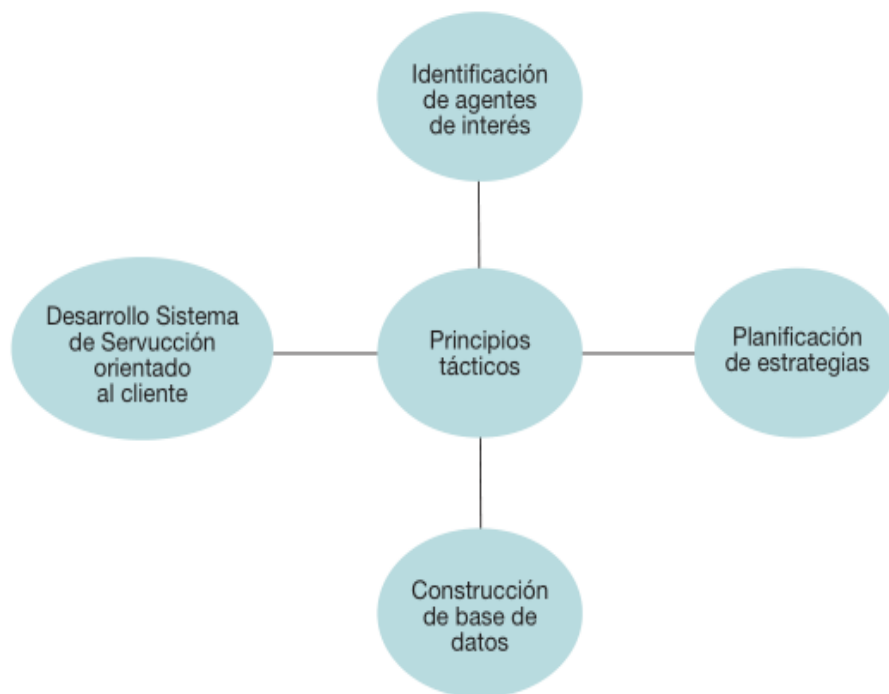 Identificación
de agentes
de interés
Desarrollo Sistema
de Servucción
orientado
al cliente
Principios
tácticos
Planificación
de estrategias
Construcción
de base de
datos